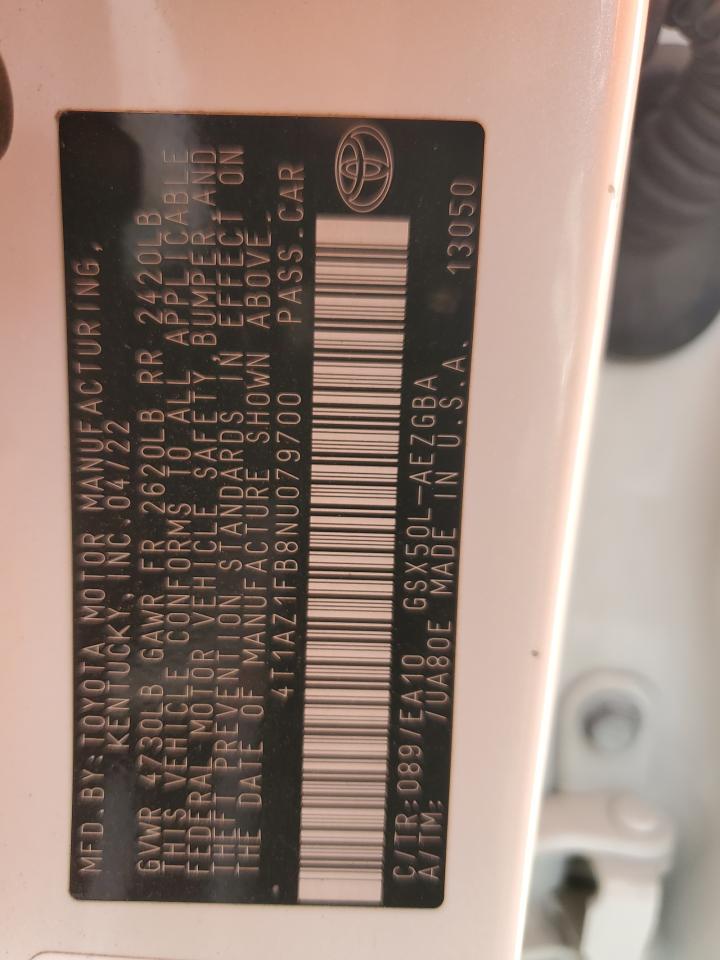 MFD. BY: TOYOTA MOTOR MANUFACTURING,
KENTUCKY, INC. 04/22
GVWR 4730LB GAWR FR 2620LB RR 2420LB
THIS VEHICLE CONFORMS TO ALL APPLICABLE
FEDERAL MOTOR VEHICLE SAFETY, BUMPER, AND
THEFT PREVENTION STANDARDS IN EFFECT ON
THE DATE OF MANUFACTURE SHOWN ABOVE.
4T1AZ1FB8NU079700 PASS.CAR
C/TR: 089/EA10 GSX50L-AEZGBA
A/TM: /UA80E MADE IN U.S.A. 13050